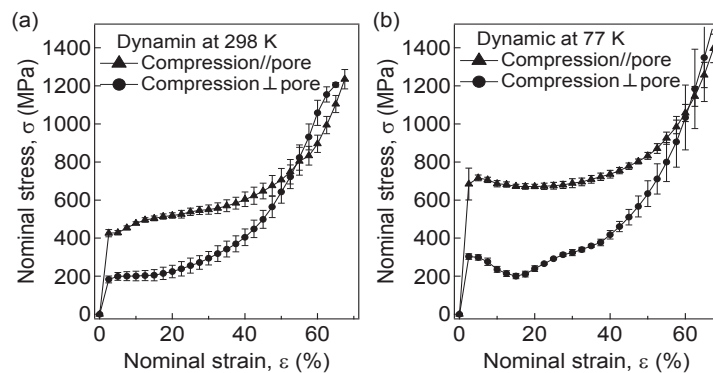 (a)
Dynamin at 298 K
Compression//pore
Compression⊥pore
Nominal stress, σ (MPa)
1400
1200
1000
800
600
400
200
0
0 20 40 60
Nominal strain, ε (%)
(b)
Dynamic at 77 K
Compression//pore
Compression⊥pore
Nominal stress, σ (MPa)
1400
1200
1000
800
600
400
200
0
0 20 40 60
Nominal strain, ε (%)